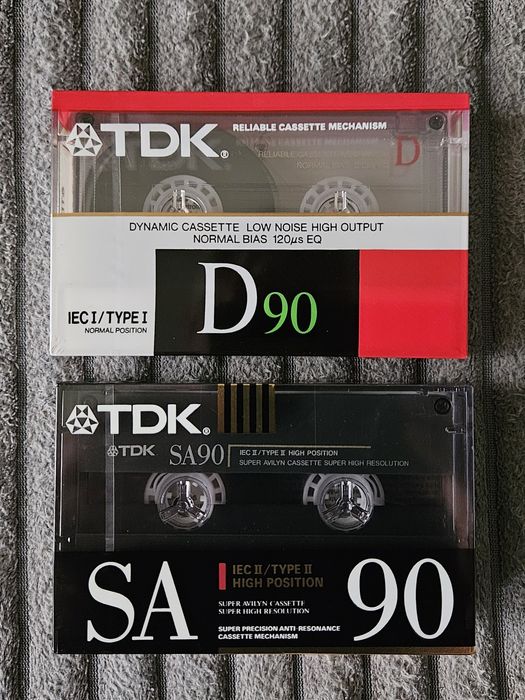 TDK® RELIABLE CASSETTE MECHANISM
D
DYNAMIC CASSETTE LOW NOISE HIGH OUTPUT
NORMAL BIAS 120µs EQ
IEC I/TYPE I
NORMAL POSITION
D90
TDK®
TDK SA90 IEC II/TYPE II HIGH POSITION
SUPER AVILYN CASSETTE SUPER HIGH RESOLUTION
SA 90
IEC II/TYPE II
HIGH POSITION
SUPER AVILYN CASSETTE
SUPER HIGH RESOLUTION
SUPER PRECISION ANTI-RESONANCE
CASSETTE MECHANISM